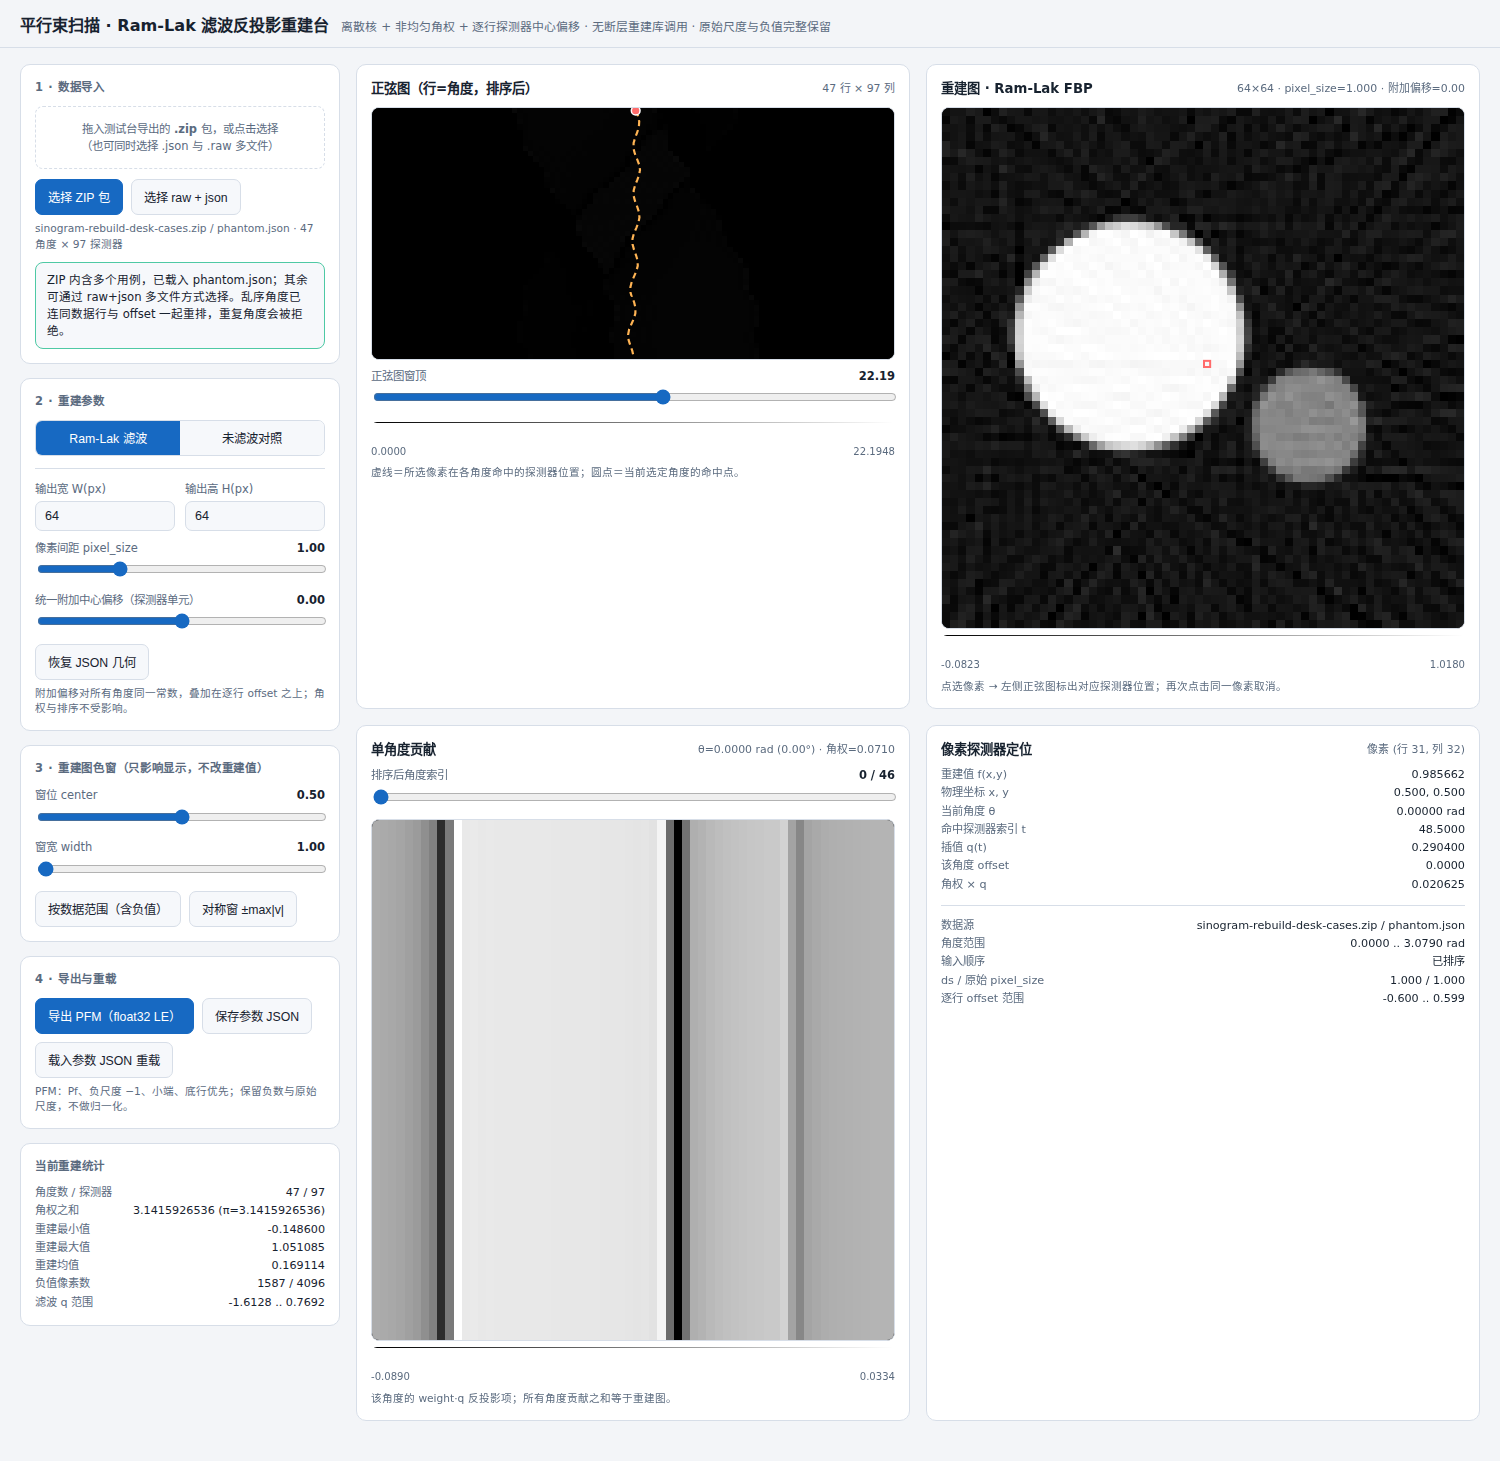 平行束扫描 · Ram-Lak 滤波反投影重建台
离散核 + 非均匀角权 + 逐行探测器中心偏移 · 无断层重建库调用 · 原始尺度与负值完整保留
1 · 数据导入
拖入测试台导出的 .zip 包，或点击选择
（也可同时选择 .json 与 .raw 多文件）
选择 ZIP 包
选择 raw + json
sinogram-rebuild-desk-cases.zip / phantom.json · 47
角度 × 97 探测器
ZIP 内含多个用例，已载入 phantom.json；其余
可通过 raw+json 多文件方式选择。乱序角度已
连同数据行与 offset 一起重排，重复角度会被拒
绝。
2 · 重建参数
Ram-Lak 滤波
未滤波对照
输出宽 W(px)
输出高 H(px)
64
64
像素间距 pixel_size
1.00
统一附加中心偏移（探测器单元）
0.00
恢复 JSON 几何
附加偏移对所有角度同一常数，叠加在逐行 offset 之上；角
权与排序不受影响。
3 · 重建图色窗（只影响显示，不改重建值）
窗位 center
0.50
窗宽 width
1.00
按数据范围（含负值）
对称窗 ±max|v|
4 · 导出与重载
导出 PFM（float32 LE）
保存参数 JSON
载入参数 JSON 重载
PFM：Pf、负尺度 −1、小端、底行优先；保留负数与原始
尺度，不做归一化。
当前重建统计
角度数 / 探测器
47 / 97
角权之和
3.1415926536 (π=3.1415926536)
重建最小值
-0.148600
重建最大值
1.051085
重建均值
0.169114
负值像素数
1587 / 4096
滤波 q 范围
-1.6128 .. 0.7692
正弦图（行=角度，排序后）
47 行 × 97 列
正弦图窗顶
22.19
0.0000
22.1948
虚线＝所选像素在各角度命中的探测器位置；圆点＝当前选定角度的命中点。
重建图 · Ram-Lak FBP
64×64 · pixel_size=1.000 · 附加偏移=0.00
-0.0823
1.0180
点选像素 → 左侧正弦图标出对应探测器位置；再次点击同一像素取消。
单角度贡献
θ=0.0000 rad (0.00°) · 角权=0.0710
排序后角度索引
0 / 46
-0.0890
0.0334
该角度的 weight·q 反投影项；所有角度贡献之和等于重建图。
像素探测器定位
像素 (行 31, 列 32)
重建值 f(x,y)
0.985662
物理坐标 x, y
0.500, 0.500
当前角度 θ
0.00000 rad
命中探测器索引 t
48.5000
插值 q(t)
0.290400
该角度 offset
0.0000
角权 × q
0.020625
数据源
sinogram-rebuild-desk-cases.zip / phantom.json
角度范围
0.0000 .. 3.0790 rad
输入顺序
已排序
ds / 原始 pixel_size
1.000 / 1.000
逐行 offset 范围
-0.600 .. 0.599